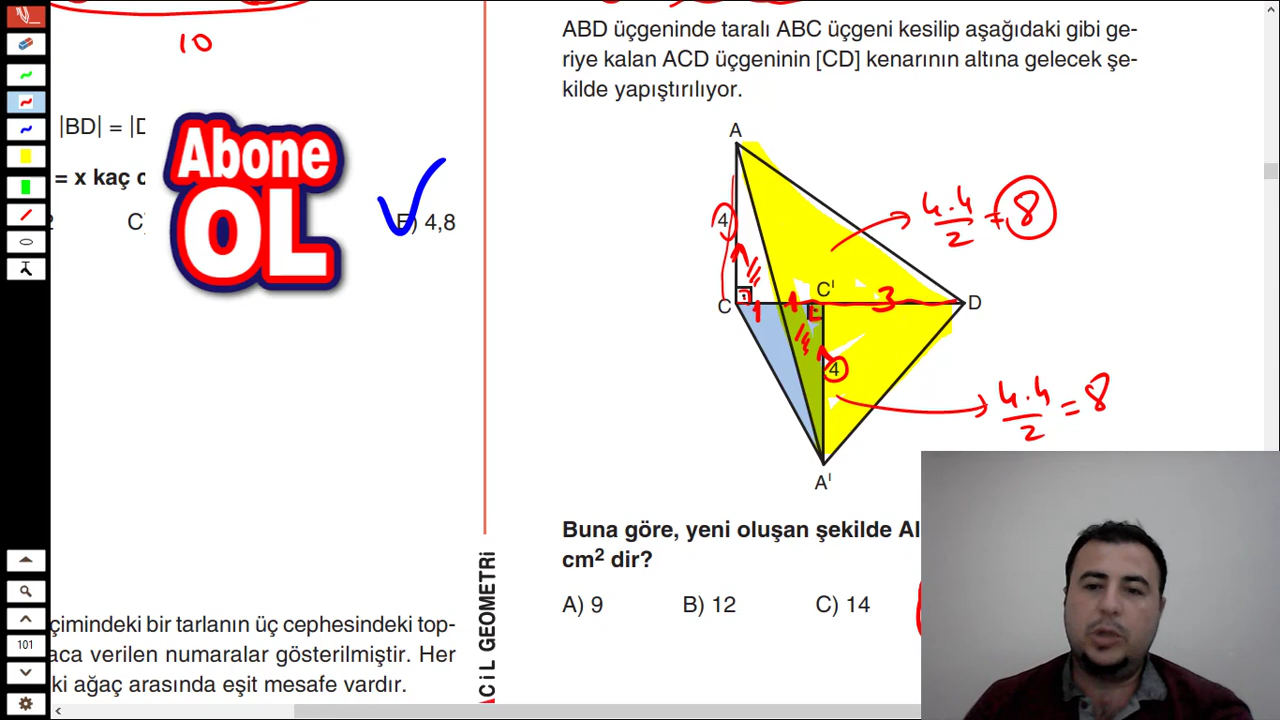 10
|BD| = |D
= x kaç c
C)
E) 4,8
Abone
OL
çimindeki bir tarlanın üç cephesindeki top-
aca verilen numaralar gösterilmiştir. Her
ki ağaç arasında eşit mesafe vardır.
101
ACİL GEOMETRİ
ABD üçgeninde taralı ABC üçgeni kesilip aşağıdaki gibi ge-
riye kalan ACD üçgeninin [CD] kenarının altına gelecek şe-
kilde yapıştırılıyor.
A
4
C
C'
D
1
1
3
4
A'
4.4/2 = 8
4.4/2 = 8
Buna göre, yeni oluşan şekilde
cm² dir?
A) 9
B) 12
C) 14